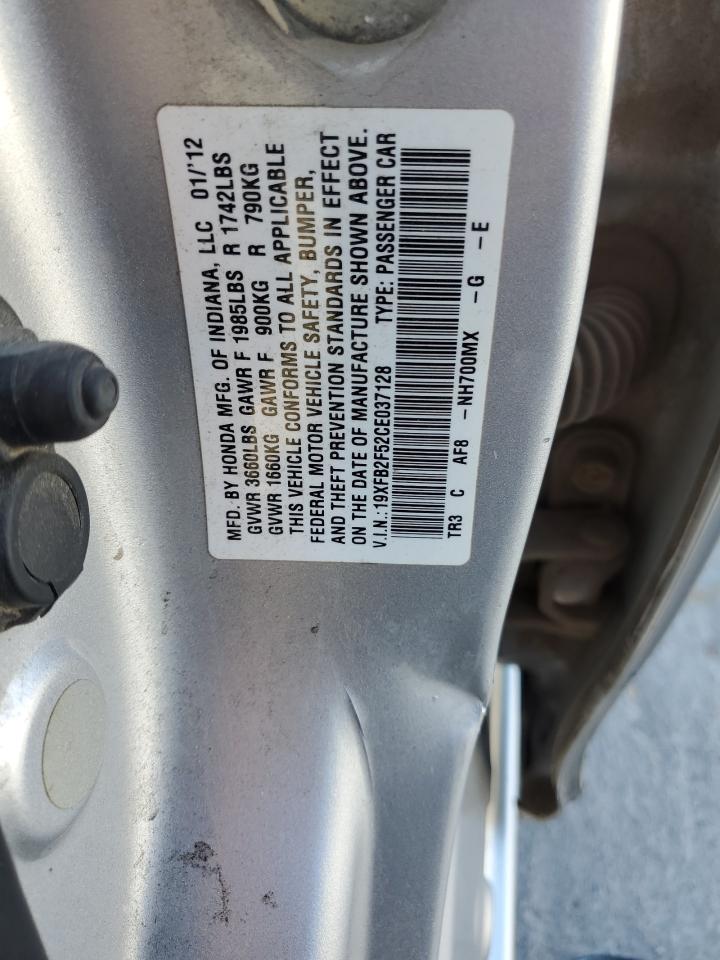 MFD. BY HONDA MFG. OF INDIANA, LLC 01/'12
GVWR 3660LBS GAWR F 1985LBS R 1742LBS
GVWR 1660KG GAWR F 900KG R 790KG
THIS VEHICLE CONFORMS TO ALL APPLICABLE
FEDERAL MOTOR VEHICLE SAFETY, BUMPER,
AND THEFT PREVENTION STANDARDS IN EFFECT
ON THE DATE OF MANUFACTURE SHOWN ABOVE.
V.I.N.: 19XFB2F52CE037128 TYPE: PASSENGER CAR
TR3 C AF8 -NH700MX -G -E